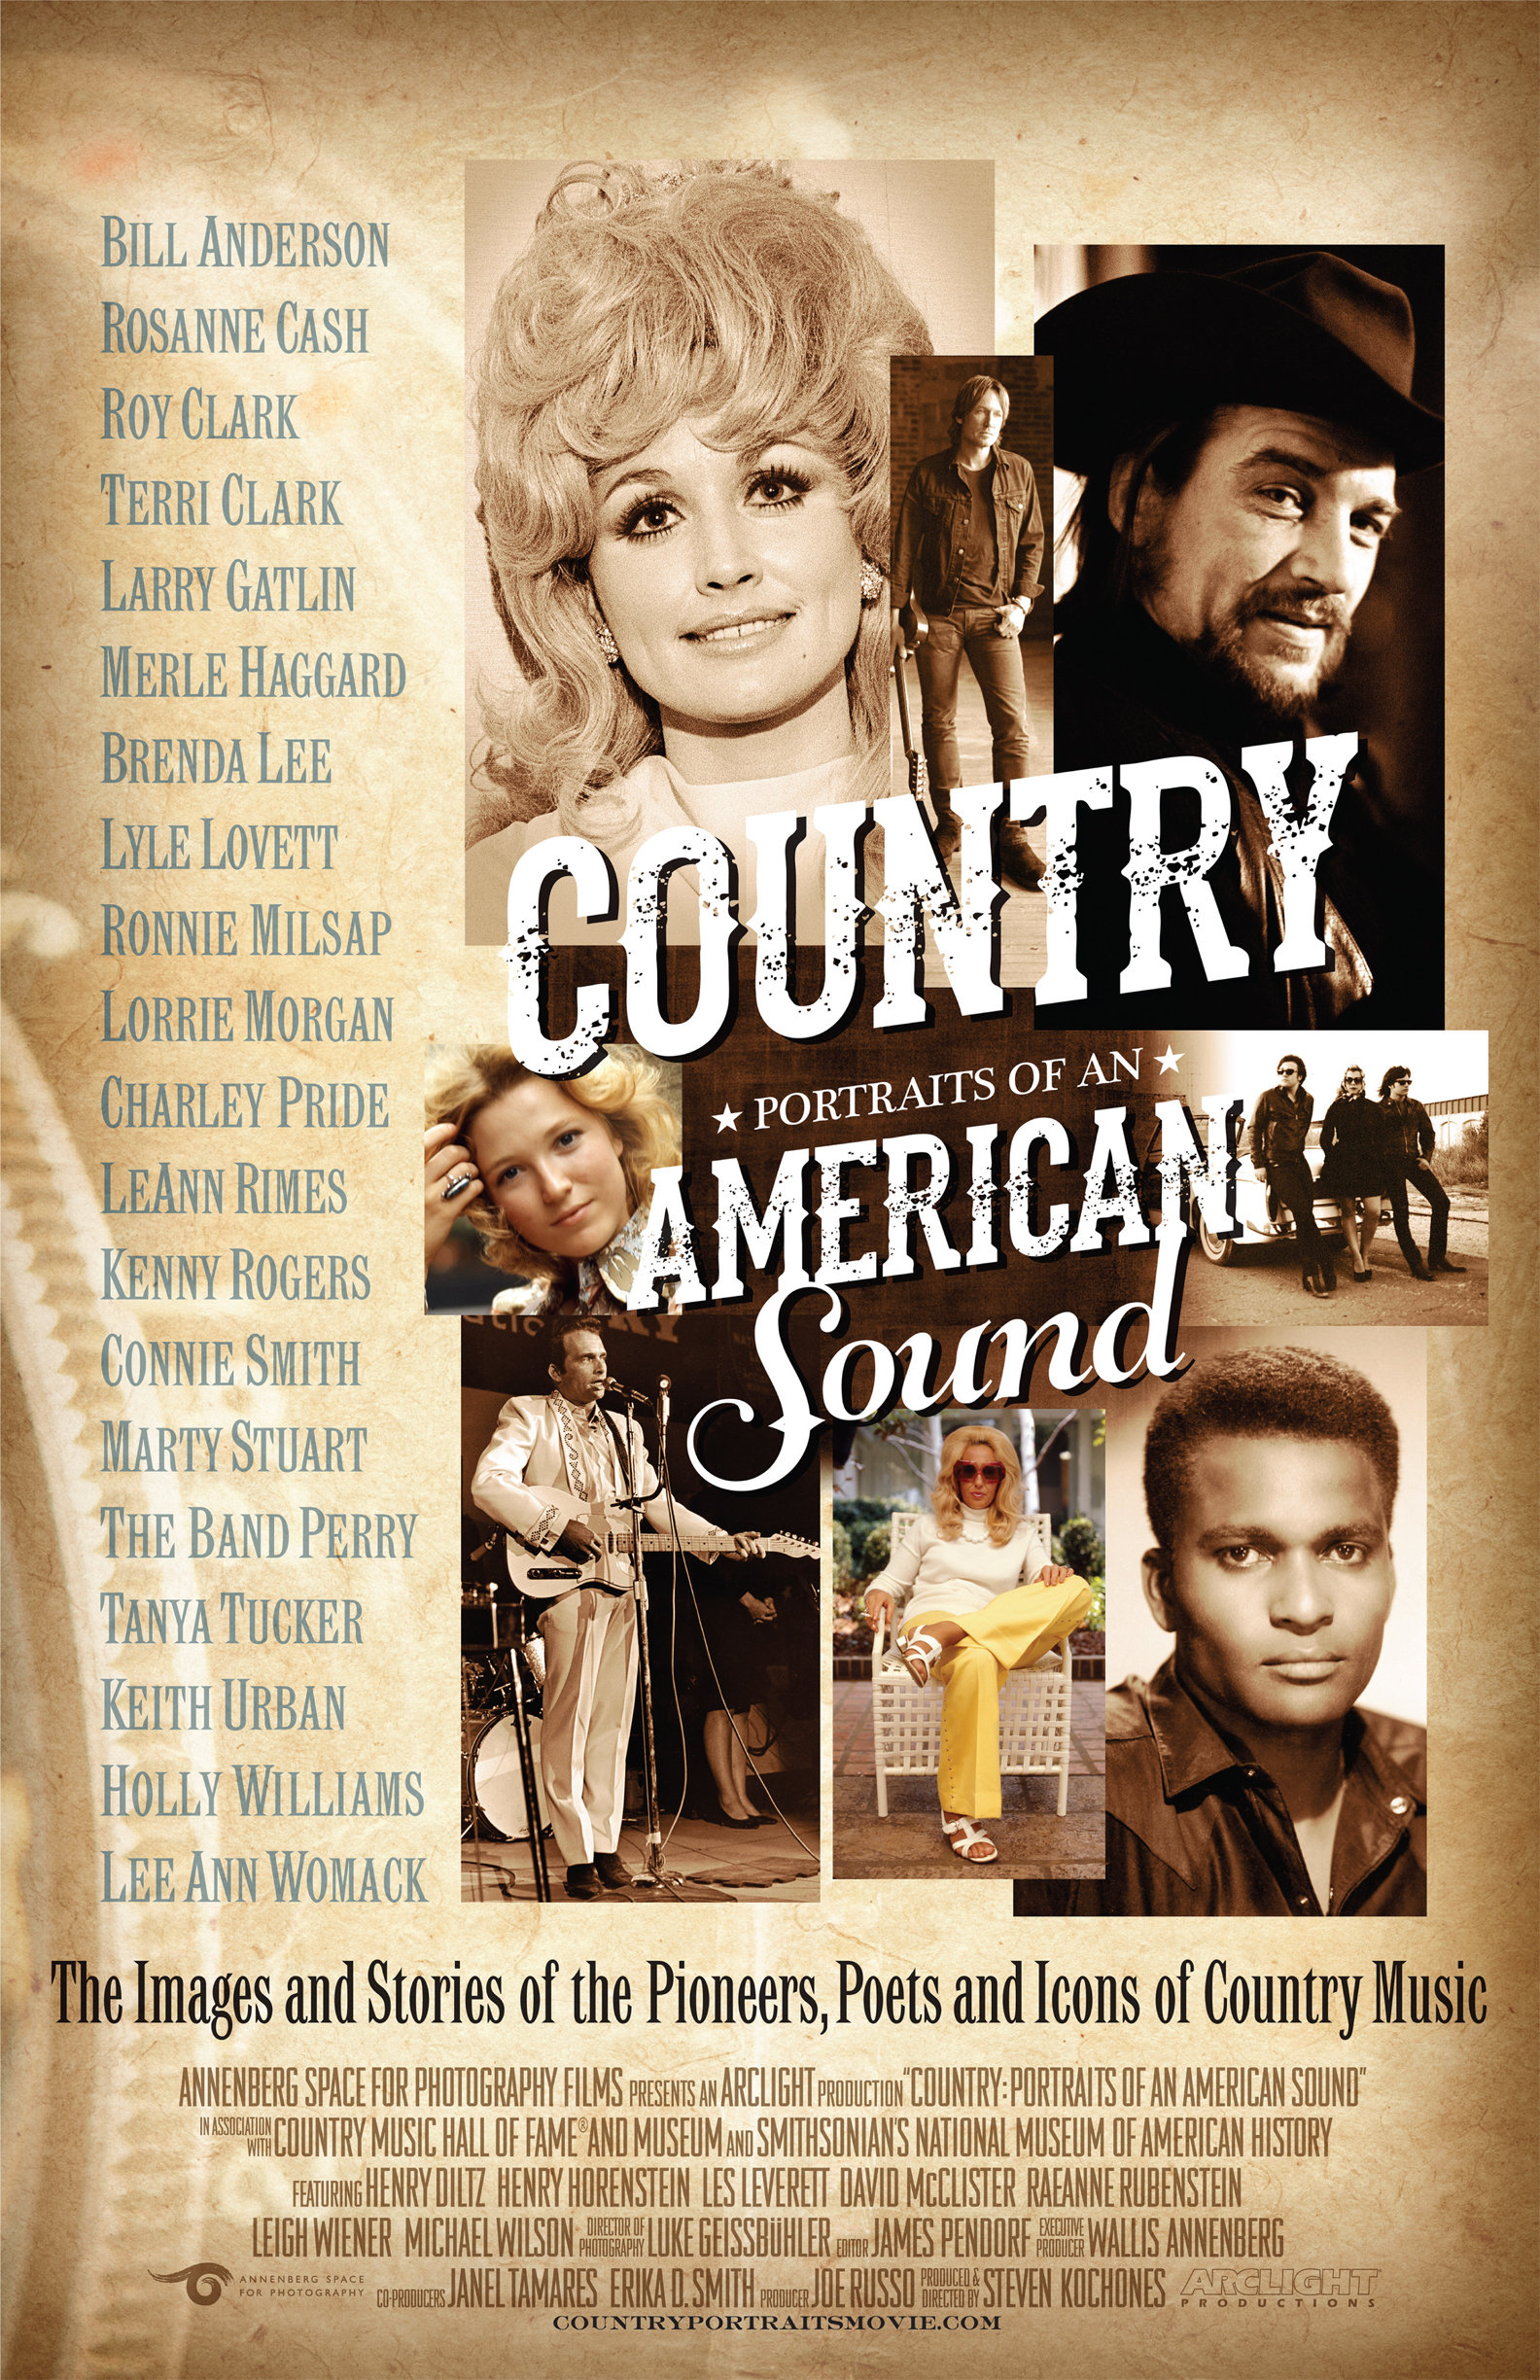 BILL ANDERSON
ROSANNE CASH
ROY CLARK
TERRI CLARK
LARRY GATLIN
MERLE HAGGARD
BRENDA LEE
LYLE LOVETT
RONNIE MILSAP
LORRIE MORGAN
CHARLEY PRIDE
LEANN RIMES
KENNY ROGERS
CONNIE SMITH
MARTY STUART
THE BAND PERRY
TANYA TUCKER
KEITH URBAN
HOLLY WILLIAMS
LEE ANN WOMACK
COUNTRY
★ PORTRAITS OF AN ★
AMERICAN
Sound
The Images and Stories of the Pioneers, Poets and Icons of Country Music
ANNENBERG SPACE FOR PHOTOGRAPHY FILMS PRESENTS AN ARCLIGHT PRODUCTION "COUNTRY: PORTRAITS OF AN AMERICAN SOUND"
IN ASSOCIATION WITH COUNTRY MUSIC HALL OF FAME® AND MUSEUM AND SMITHSONIAN'S NATIONAL MUSEUM OF AMERICAN HISTORY
FEATURING HENRY DILTZ HENRY HORENSTEIN LES LEVERETT DAVID McCLISTER RAEANNE RUBENSTEIN
LEIGH WIENER MICHAEL WILSON DIRECTOR OF PHOTOGRAPHY LUKE GEISSBÜHLER EDITOR JAMES PENDORF EXECUTIVE PRODUCER WALLIS ANNENBERG
ANNENBERG SPACE FOR PHOTOGRAPHY CO-PRODUCERS JANEL TAMARES ERIKA D. SMITH PRODUCER JOE RUSSO PRODUCED & DIRECTED BY STEVEN KOCHONES ARCLIGHT PRODUCTIONS
COUNTRYPORTRAITSMOVIE.COM